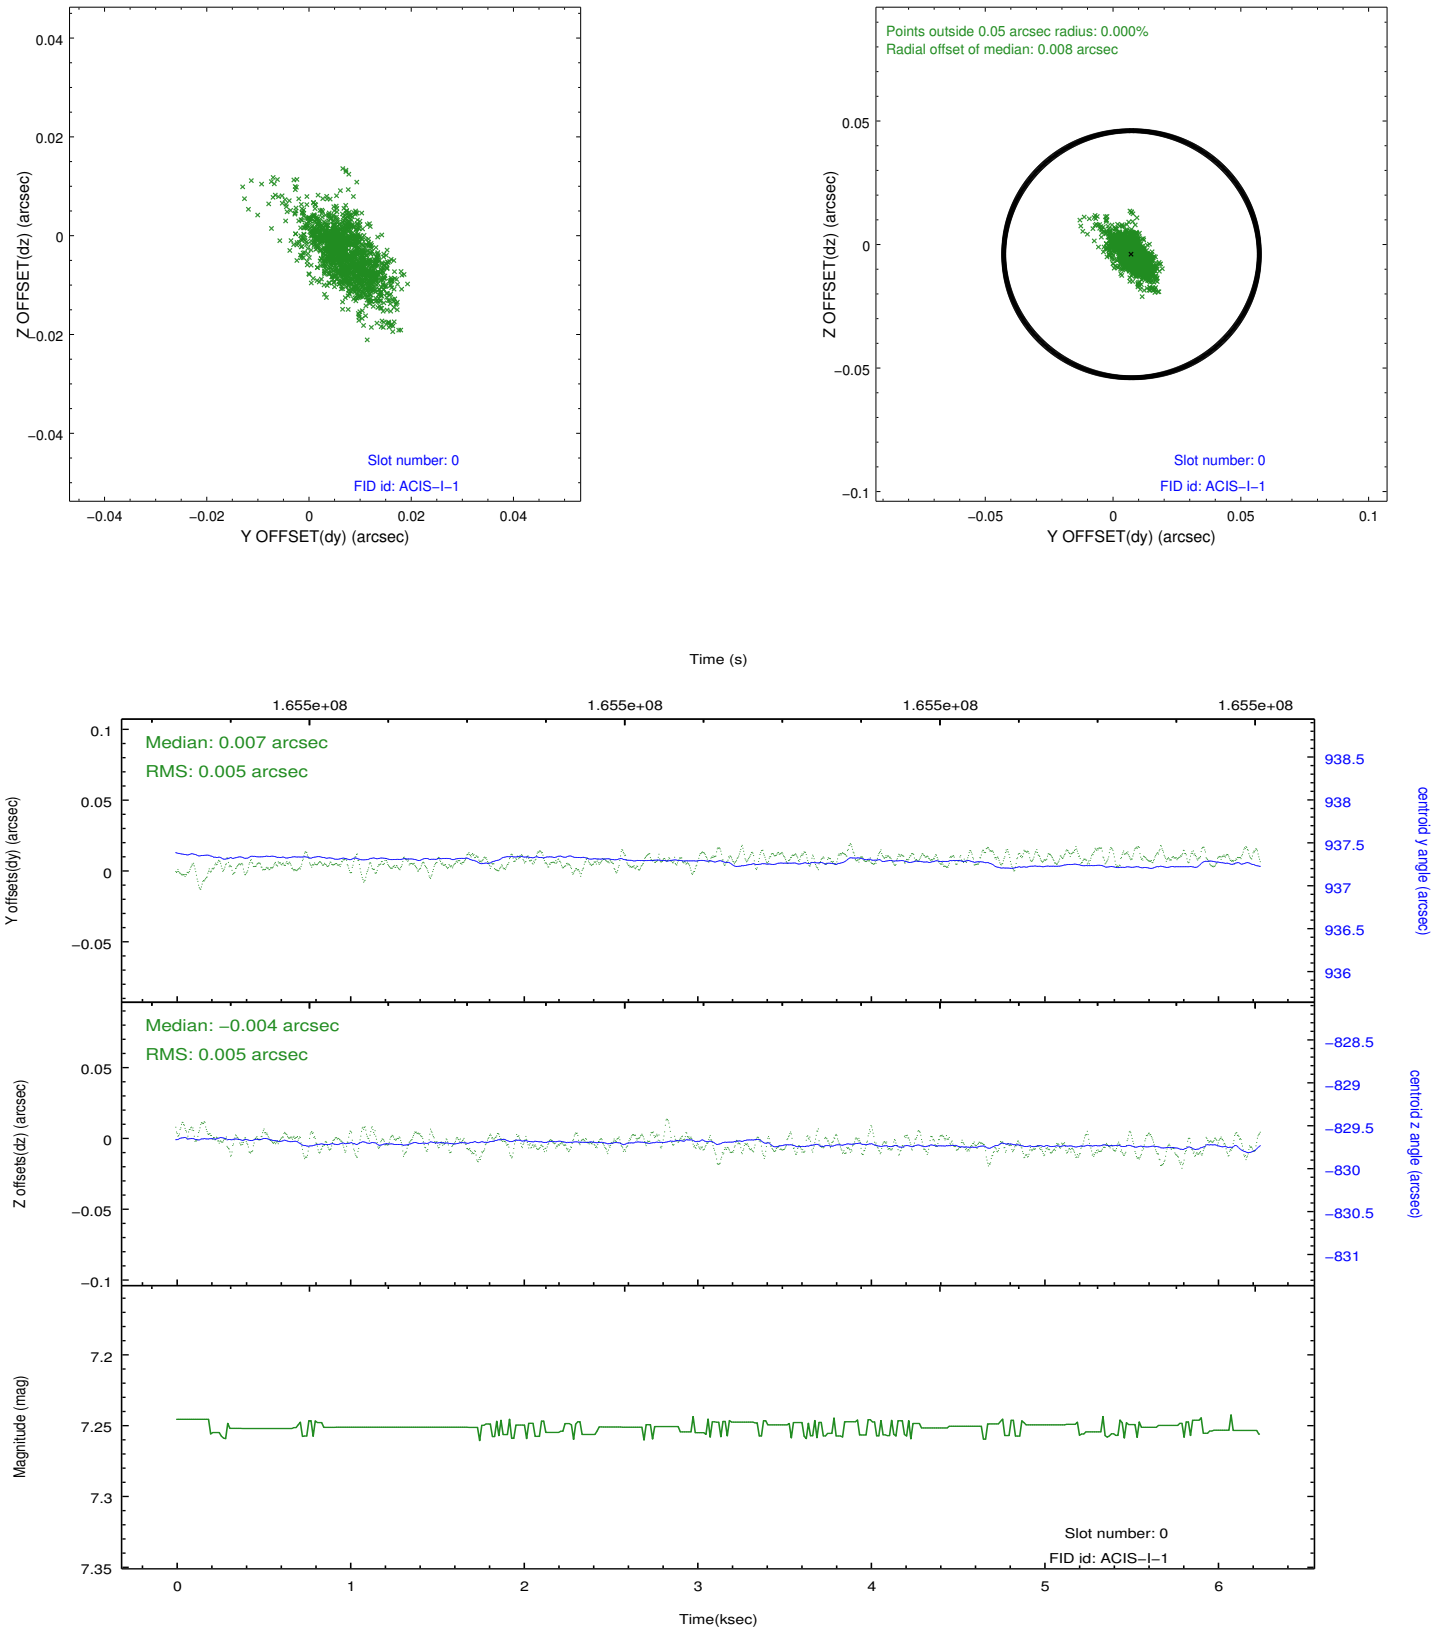 0.04
0.02
0
−0.02
−0.04
Z OFFSET(dz) (arcsec)
−0.04
−0.02
0
0.02
0.04
Y OFFSET(dy) (arcsec)
Slot number: 0
FID id: ACIS−I−1
Points outside 0.05 arcsec radius: 0.000%
Radial offset of median: 0.008 arcsec
0.05
0
−0.05
−0.1
Z OFFSET(dz) (arcsec)
−0.05
0
0.05
0.1
Y OFFSET(dy) (arcsec)
Slot number: 0
FID id: ACIS−I−1
Time (s)
1.655e+08
1.655e+08
1.655e+08
1.655e+08
Median: 0.007 arcsec
RMS: 0.005 arcsec
0.1
0.05
0
−0.05
Y offsets(dy) (arcsec)
938.5
938
937.5
937
936.5
936
centroid y angle (arcsec)
Median: −0.004 arcsec
RMS: 0.005 arcsec
0.05
0
−0.05
−0.1
Z offsets(dz) (arcsec)
−828.5
−829
−829.5
−830
−830.5
−831
centroid z angle (arcsec)
7.2
7.25
7.3
7.35
Magnitude (mag)
Slot number: 0
FID id: ACIS−I−1
0
1
2
3
4
5
6
Time(ksec)